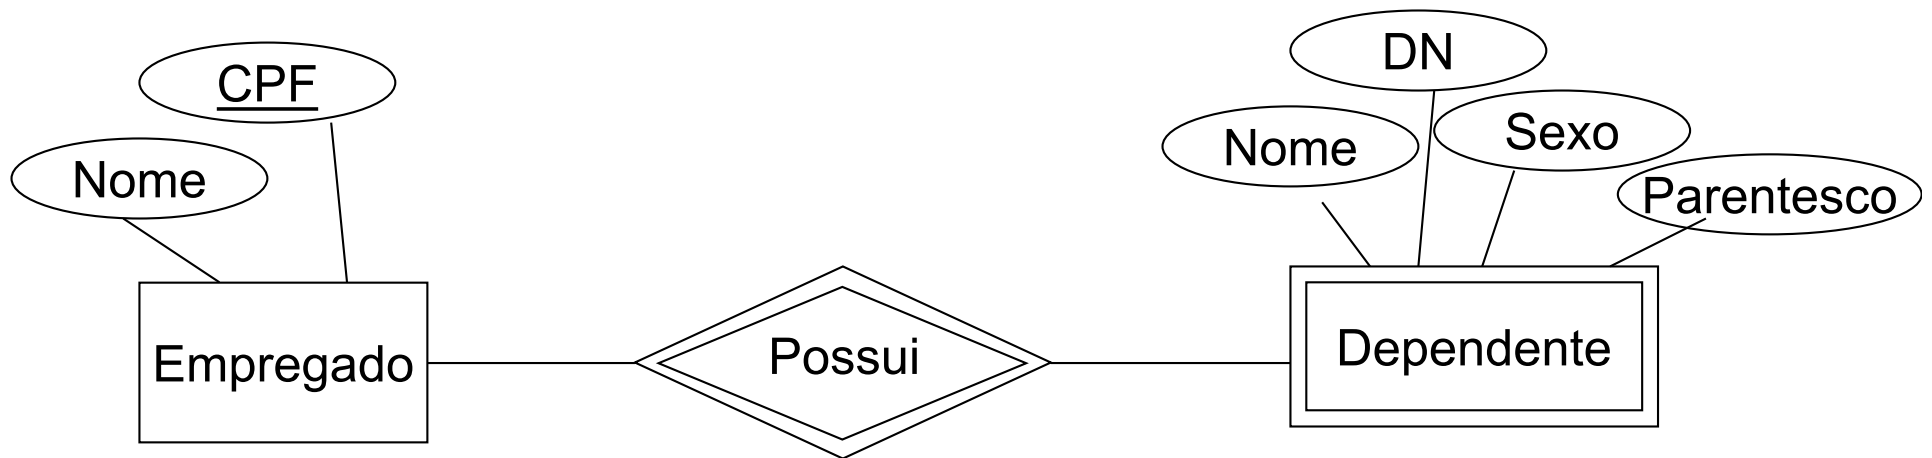 CPF
Nome
Empregado
Possui
DN
Nome
Sexo
Parentesco
Dependente